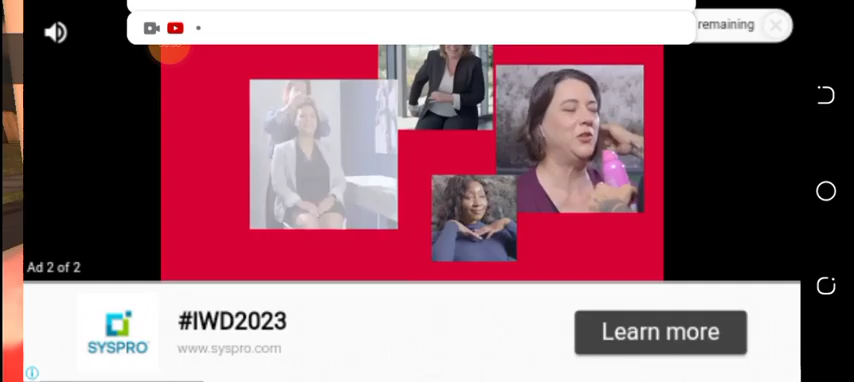 remaining
Ad 2 of 2
#IWD2023
SYSPRO
www.syspro.com
Learn more